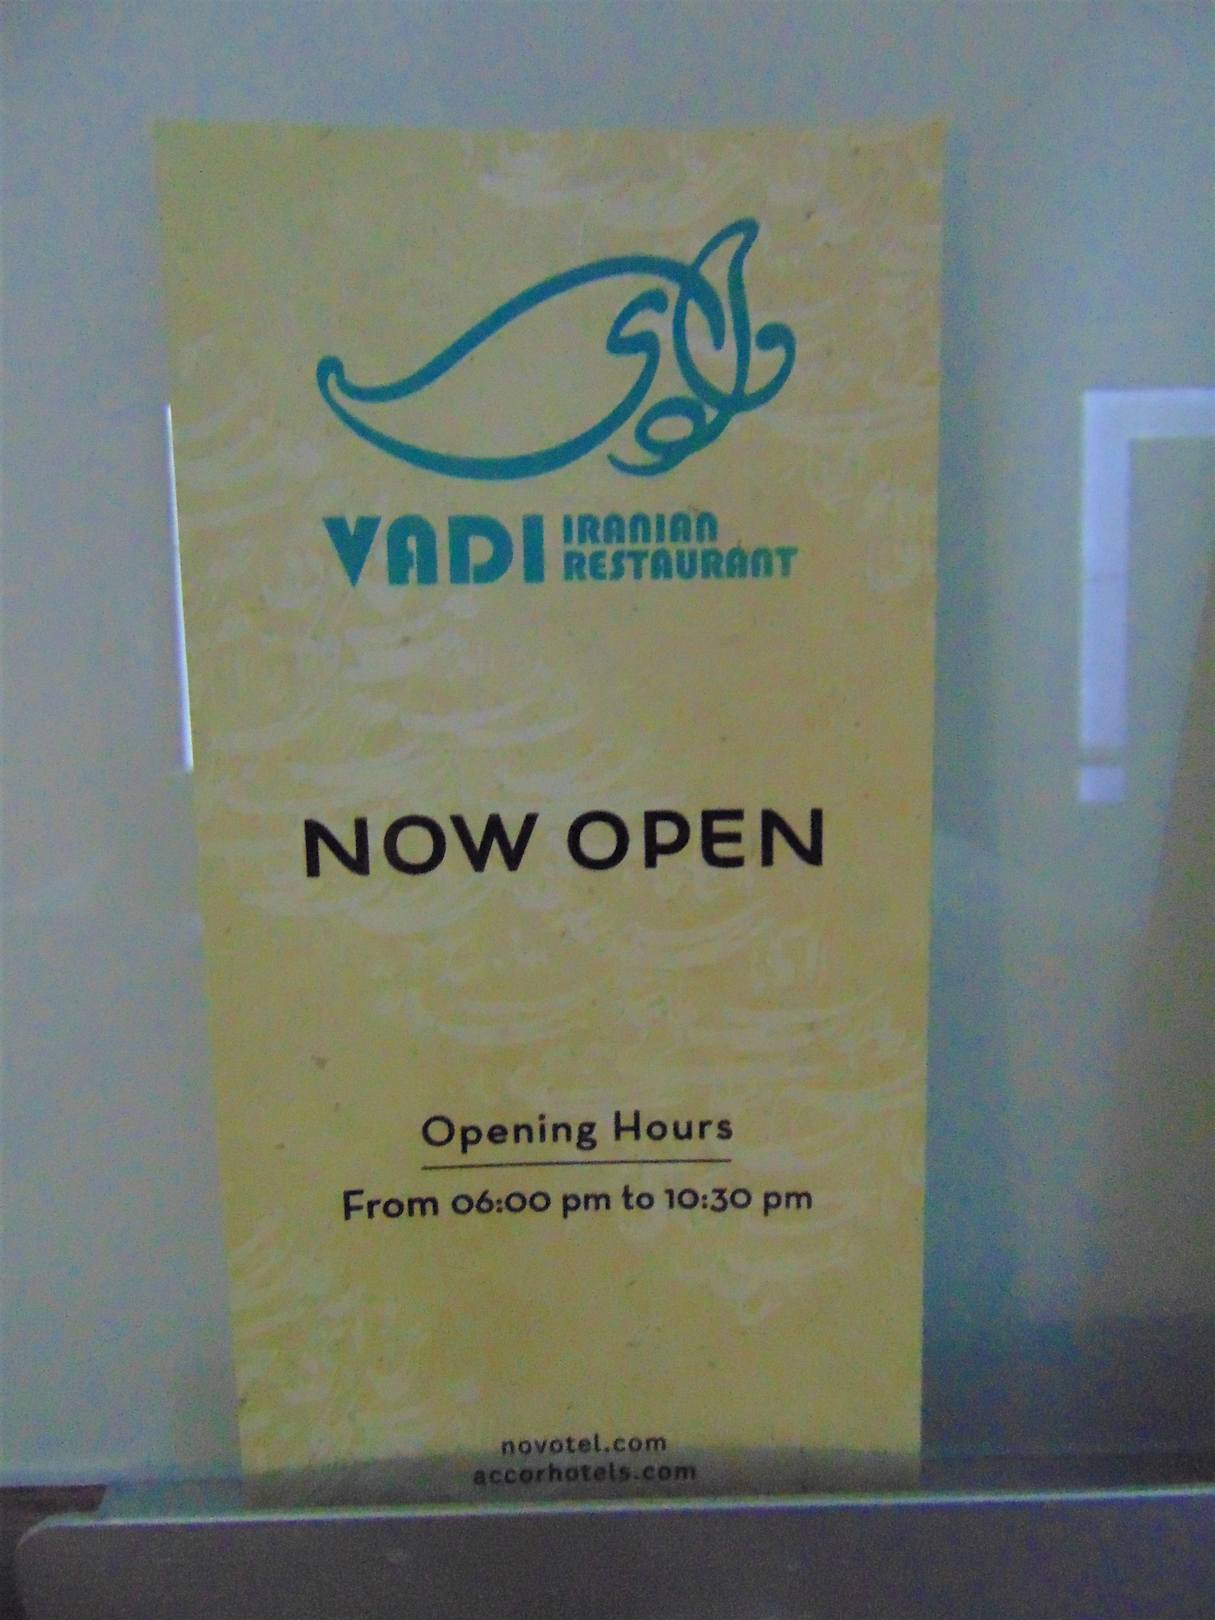 VADI IRANIAN
RESTAURANT
NOW OPEN
Opening Hours
From 06:00 pm to 10:30 pm
novotel.com
accorhotels.com